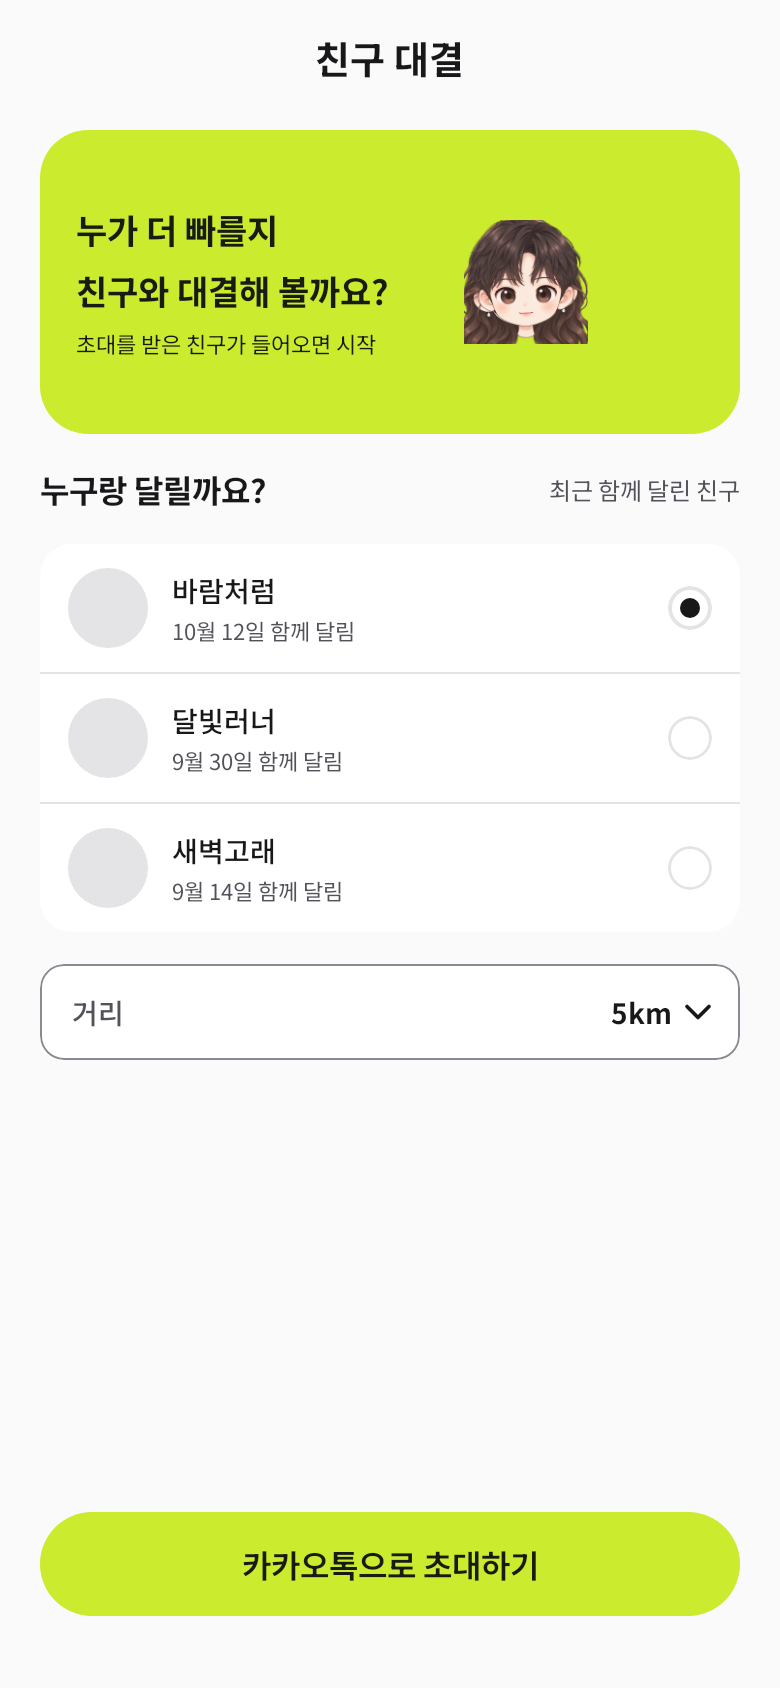 친구 대결
누가 더 빠를지
친구와 대결해 볼까요?
초대를 받은 친구가 들어오면 시작
누구랑 달릴까요?
최근 함께 달린 친구
바람처럼
10월 12일 함께 달림
달빛러너
9월 30일 함께 달림
새벽고래
9월 14일 함께 달림
거리
5km
카카오톡으로 초대하기